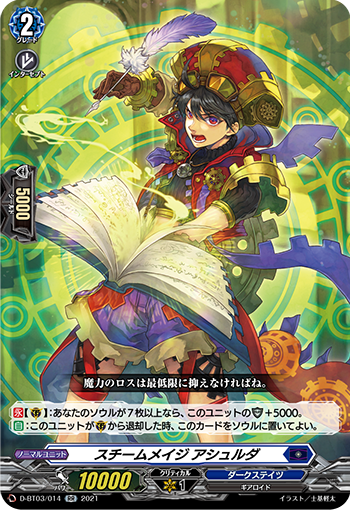 2
グレード
インターセプト
5000
シールド
魔力のロスは最低限に抑えなければね。
永【】:あなたのソウルが7枚以上なら、このユニットの+5000。
自:このユニットがから退却した時、このカードをソウルに置いてよい。
ノーマルユニット
スチームメイジ アシュルダ
パワー
10000
クリティカル
1
ダークステイツ
ギアロイド
D-BT03/014 RR 2021
イラスト/士基軽太